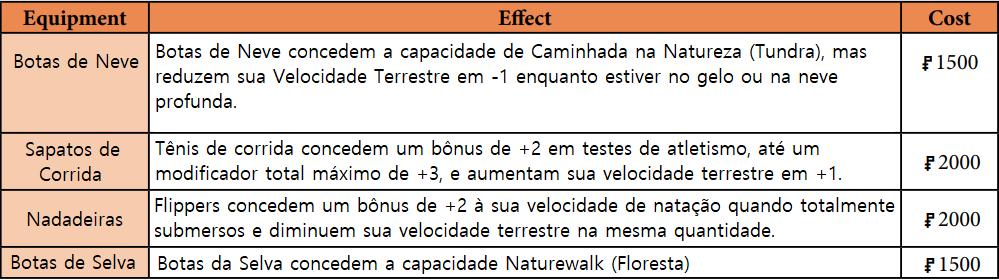 Equipment Effect Cost
Botas de Neve
Botas de Neve concedem a capacidade de Caminhada na Natureza (Tundra), mas
reduzem sua Velocidade Terrestre em -1 enquanto estiver no gelo ou na neve
profunda.
₣1500
Sapatos de
Corrida
Tênis de corrida concedem um bônus de +2 em testes de atletismo, até um
modificador total máximo de +3, e aumentam sua velocidade terrestre em +1.
₣2000
Nadadeiras
Flippers concedem um bônus de +2 à sua velocidade de natação quando totalmente
submersos e diminuem sua velocidade terrestre na mesma quantidade.
₣2000
Botas de Selva
Botas da Selva concedem a capacidade Naturewalk (Floresta)
₣1500